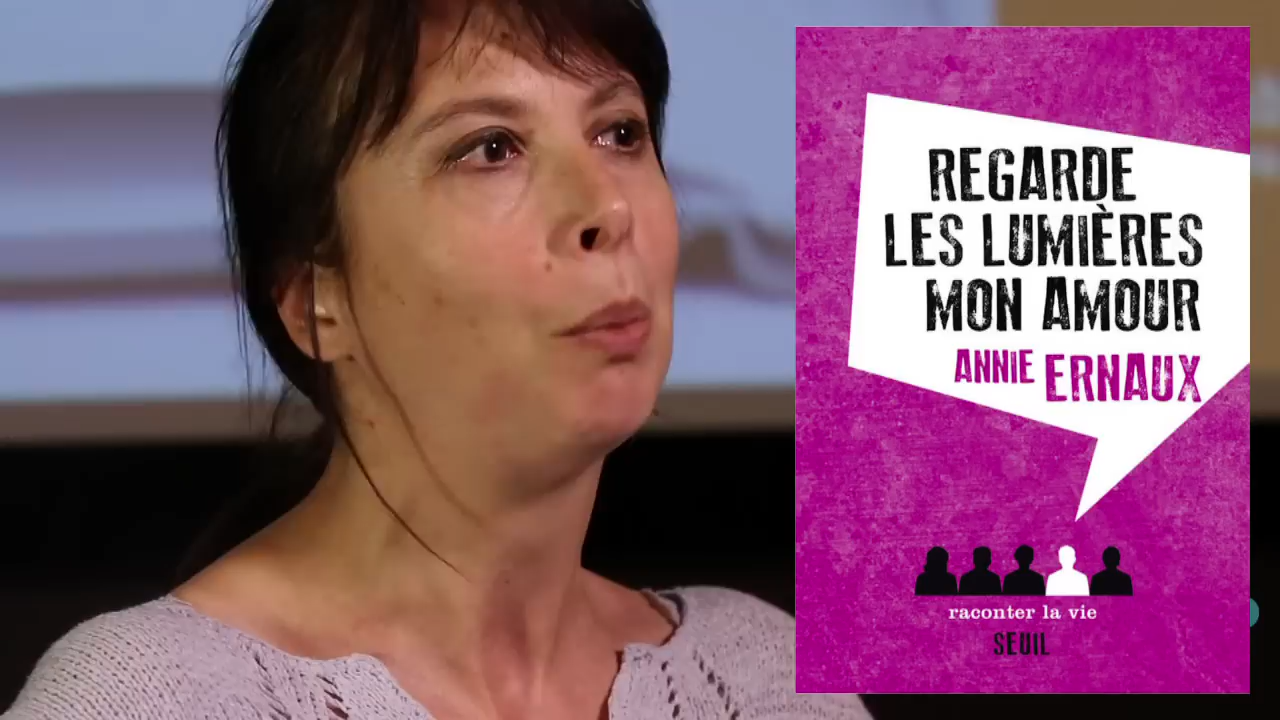 REGARDE
LES LUMIÈRES
MON AMOUR
ANNIE ERNAUX
raconter la vie
SEUIL